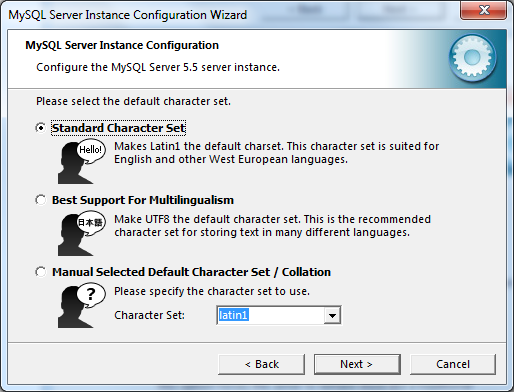 MySQL Server Instance Configuration Wizard
MySQL Server Instance Configuration
Configure the MySQL Server 5.5 server instance.
Please select the default character set.
Standard Character Set
Hello!
Makes Latin1 the default charset. This character set is suited for
English and other West European languages.
Best Support For Multilingualism
日本語
Make UTF8 the default character set. This is the recommended
character set for storing text in many different languages.
Manual Selected Default Character Set / Collation
?
Please specify the character set to use.
Character Set: latin1
< Back Next > Cancel